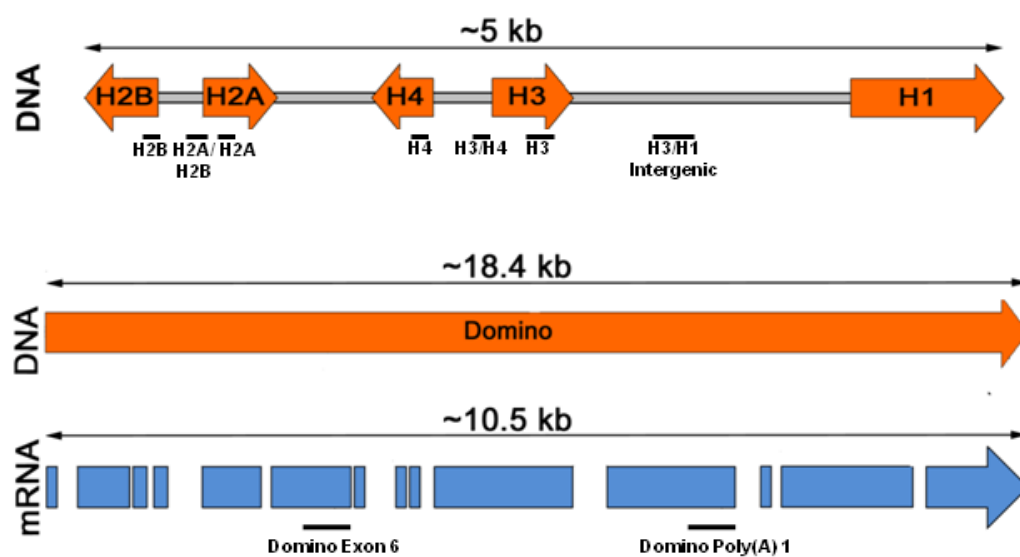 ~5 kb
DNA
H2B H2A H4 H3 H1
H2B H2A/ H2A H4 H3/H4 H3 H3/H1
H2B Intergenic
~18.4 kb
DNA
Domino
~10.5 kb
mRNA
Domino Exon 6 Domino Poly(A) 1